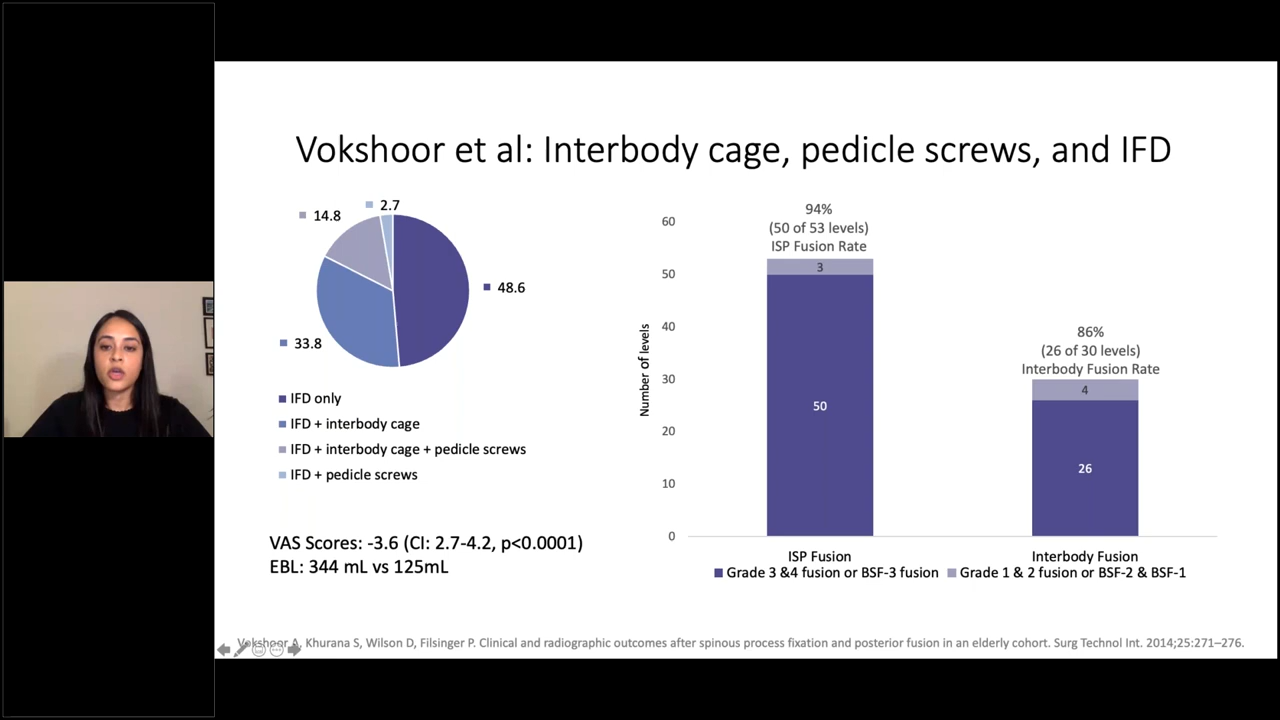 Vokshoor et al: Interbody cage, pedicle screws, and IFD
2.7
14.8
48.6
33.8
IFD only
IFD + interbody cage
IFD + interbody cage + pedicle screws
IFD + pedicle screws
VAS Scores: -3.6 (CI: 2.7-4.2, p<0.0001)
EBL: 344 mL vs 125mL
Number of levels
60
50
40
30
20
10
0
94%
(50 of 53 levels)
ISP Fusion Rate
3
50
86%
(26 of 30 levels)
Interbody Fusion Rate
4
26
ISP Fusion
Interbody Fusion
Grade 3 &4 fusion or BSF-3 fusion
Grade 1 & 2 fusion or BSF-2 & BSF-1
Vokshoor A, Khurana S, Wilson D, Filsinger P. Clinical and radiographic outcomes after spinous process fixation and posterior fusion in an elderly cohort. Surg Technol Int. 2014;25:271–276.